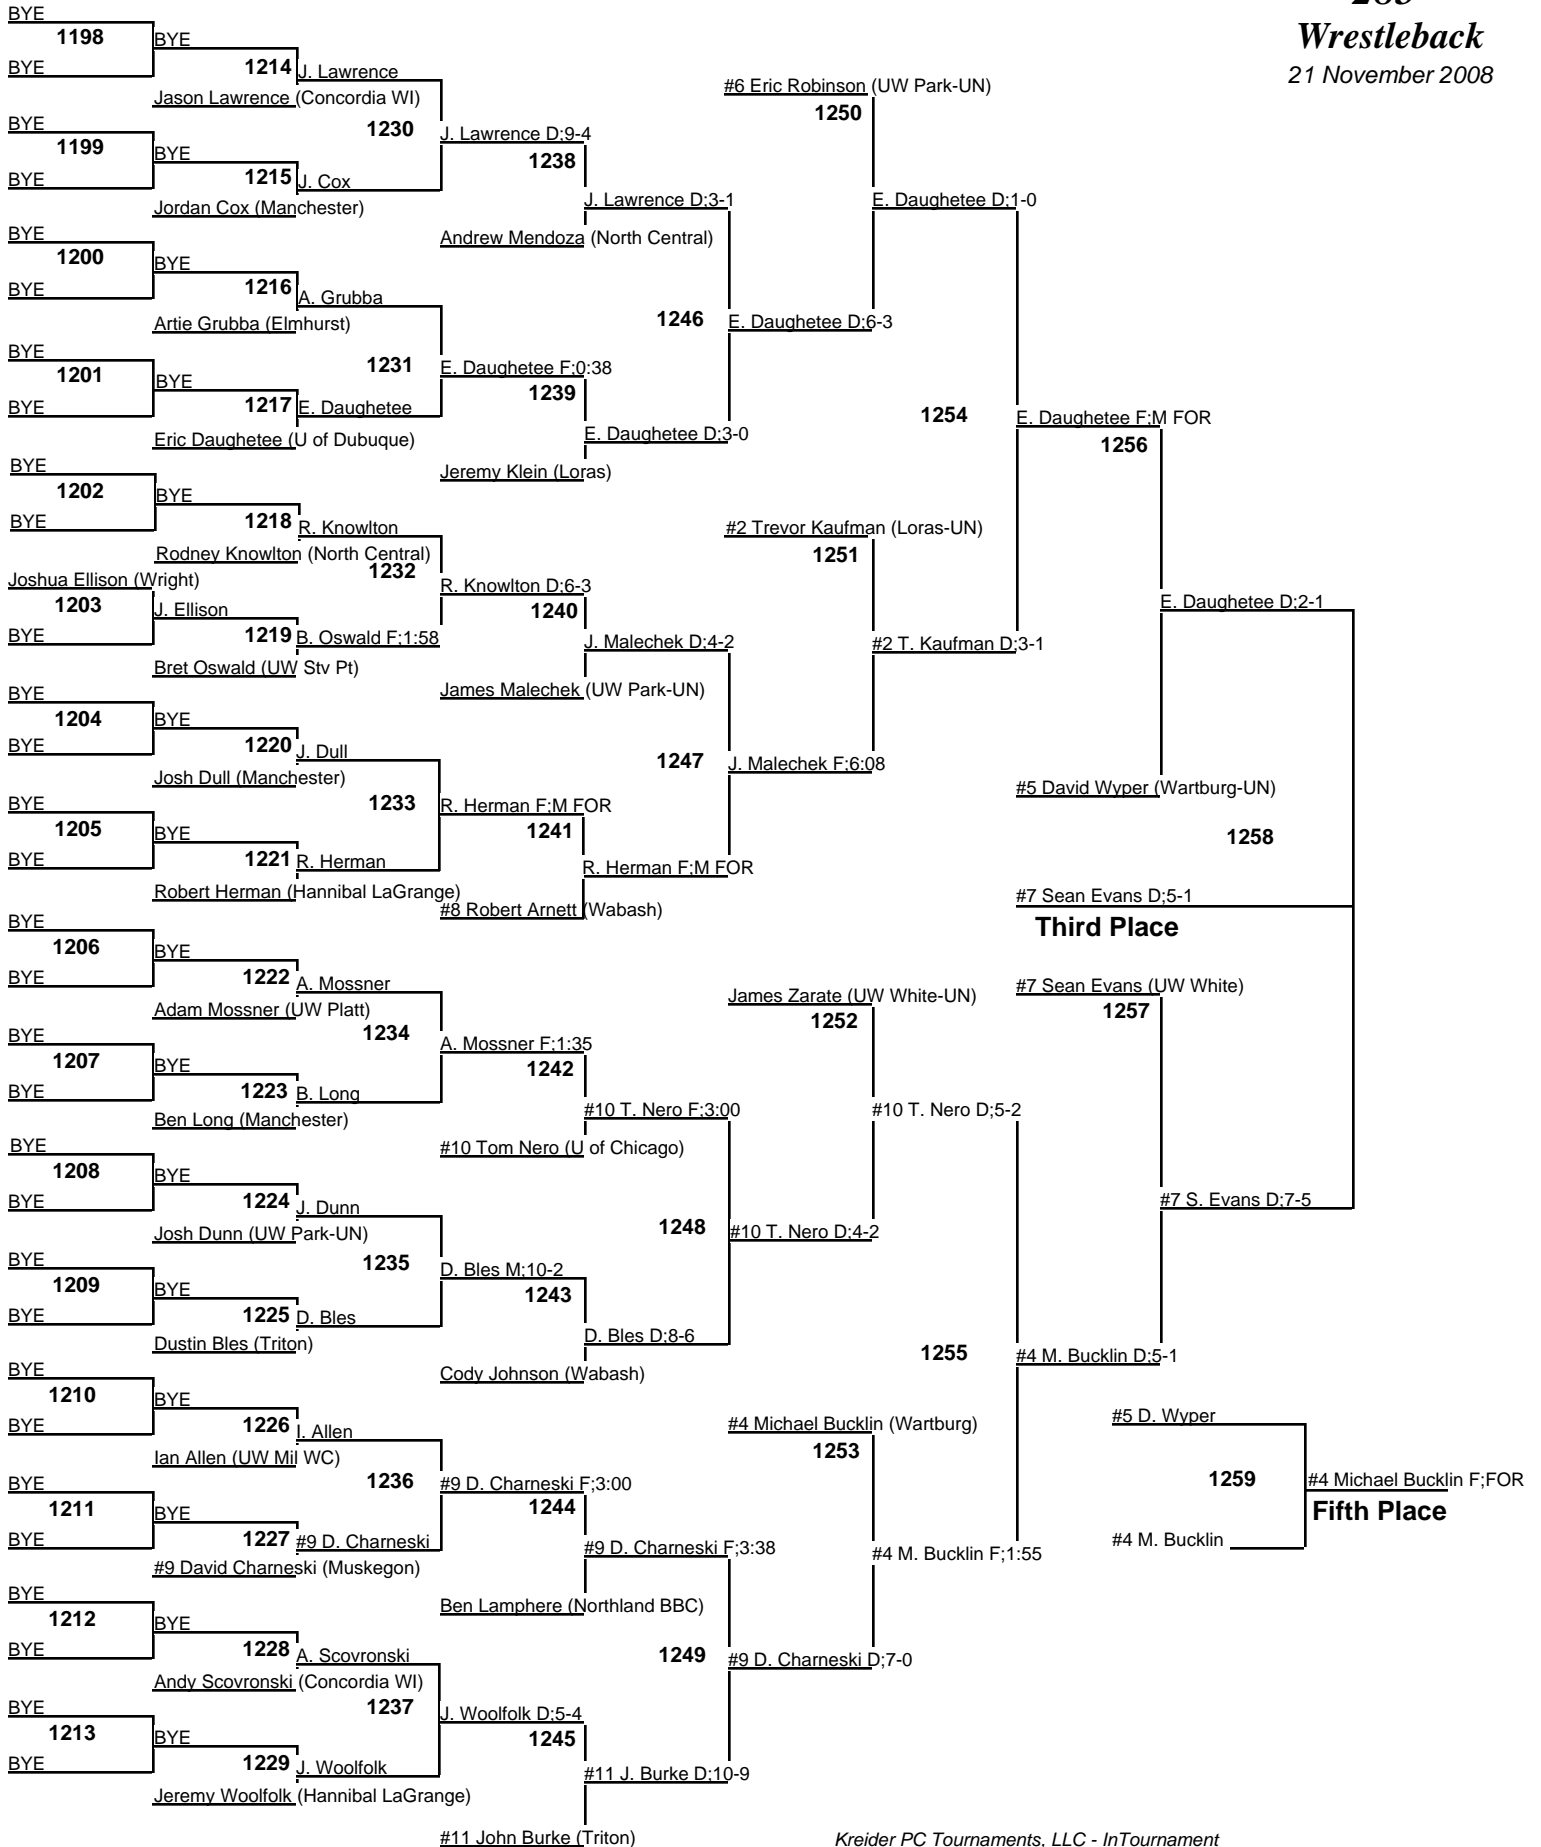 285
Wrestleback
21 November 2008
BYE
1198
BYE
BYE
1214
J. Lawrence
Jason Lawrence (Concordia WI)
1230
BYE
1199
BYE
BYE
1215
J. Cox
Jordan Cox (Manchester)
J. Lawrence D;9-4
1238
J. Lawrence D;3-1
Andrew Mendoza (North Central)
#6 Eric Robinson (UW Park-UN)
1250
E. Daughetee D;1-0
BYE
1200
BYE
BYE
1216
A. Grubba
Artie Grubba (Elmhurst)
1231
BYE
1201
BYE
BYE
1217
E. Daughetee
Eric Daughetee (U of Dubuque)
E. Daughetee F;0:38
1239
E. Daughetee D;3-0
Jeremy Klein (Loras)
1246
E. Daughetee D;6-3
1254
E. Daughetee F;M FOR
1256
BYE
1202
BYE
BYE
1218
R. Knowlton
Rodney Knowlton (North Central)
1232
Joshua Ellison (Wright)
1203
BYE
J. Ellison
1219
B. Oswald F;1:58
Bret Oswald (UW Stv Pt)
R. Knowlton D;6-3
1240
J. Malechek D;4-2
James Malechek (UW Park-UN)
#2 Trevor Kaufman (Loras-UN)
1251
#2 T. Kaufman D;3-1
E. Daughetee D;2-1
BYE
1204
BYE
BYE
1220
J. Dull
Josh Dull (Manchester)
1233
BYE
1205
BYE
BYE
1221
R. Herman
Robert Herman (Hannibal LaGrange)
R. Herman F;M FOR
1241
R. Herman F;M FOR
#8 Robert Arnett (Wabash)
1247
J. Malechek F;6:08
#5 David Wyper (Wartburg-UN)
1258
#7 Sean Evans D;5-1
Third Place
BYE
1206
BYE
BYE
1222
A. Mossner
Adam Mossner (UW Platt)
1234
BYE
1207
BYE
BYE
1223
B. Long
Ben Long (Manchester)
A. Mossner F;1:35
1242
#10 T. Nero F;3:00
#10 Tom Nero (U of Chicago)
James Zarate (UW White-UN)
1252
#10 T. Nero D;5-2
#7 Sean Evans (UW White)
1257
#7 S. Evans D;7-5
BYE
1208
BYE
BYE
1224
J. Dunn
Josh Dunn (UW Park-UN)
1235
BYE
1209
BYE
BYE
1225
D. Bles
Dustin Bles (Triton)
D. Bles M;10-2
1243
D. Bles D;8-6
Cody Johnson (Wabash)
1248
#10 T. Nero D;4-2
1255
#4 M. Bucklin D;5-1
BYE
1210
BYE
BYE
1226
I. Allen
Ian Allen (UW Mil WC)
1236
BYE
1211
BYE
BYE
1227
#9 D. Charneski
#9 David Charneski (Muskegon)
#9 D. Charneski F;3:00
1244
#9 D. Charneski F;3:38
Ben Lamphere (Northland BBC)
#4 Michael Bucklin (Wartburg)
1253
#4 M. Bucklin F;1:55
#5 D. Wyper
1259
#4 M. Bucklin
#4 Michael Bucklin F;FOR
Fifth Place
BYE
1212
BYE
BYE
1228
A. Scovronski
Andy Scovronski (Concordia WI)
1237
BYE
1213
BYE
BYE
1229
J. Woolfolk
Jeremy Woolfolk (Hannibal LaGrange)
J. Woolfolk D;5-4
1245
#11 J. Burke D;10-9
#11 John Burke (Triton)
1249
#9 D. Charneski D;7-0
Kreider PC Tournaments, LLC - InTournament